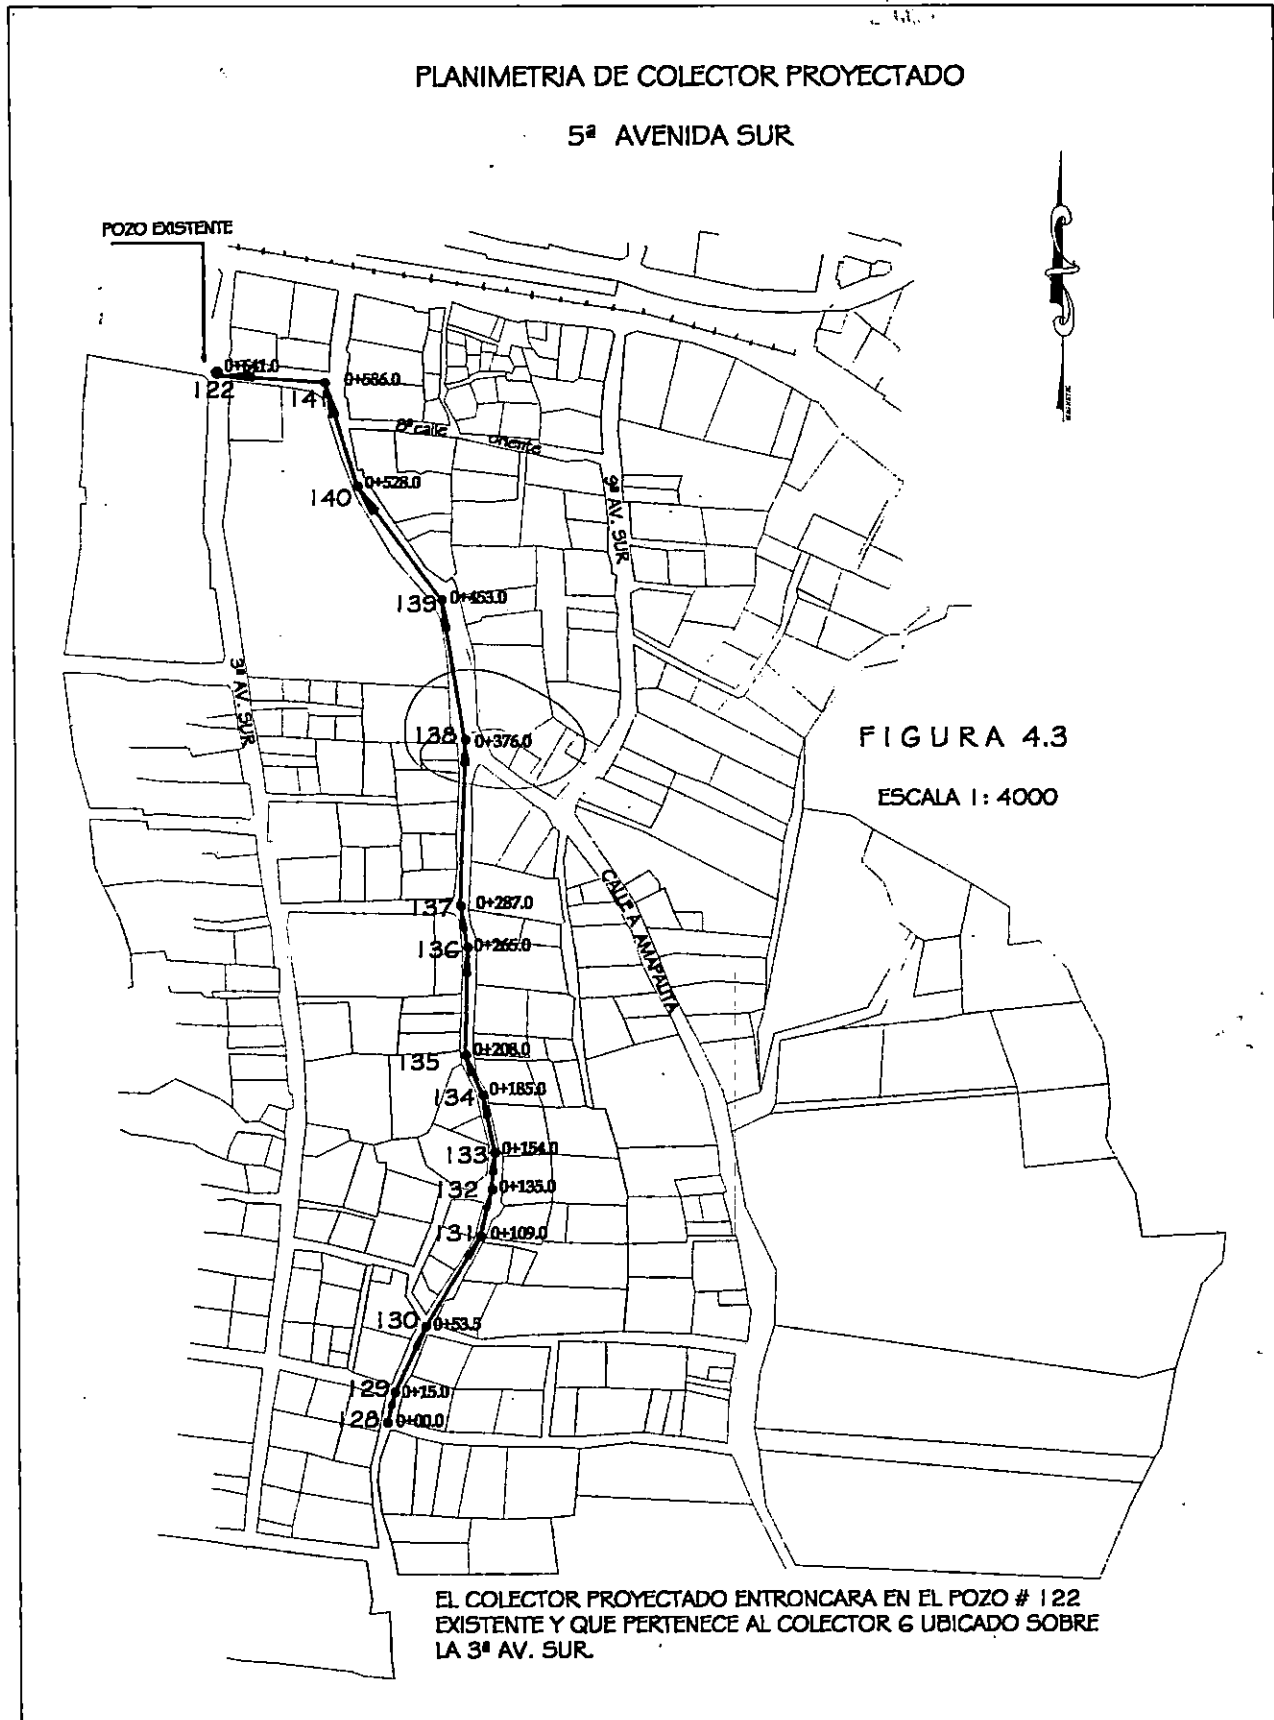 PLANIMETRIA DE COLECTOR PROYECTADO
5ª AVENIDA SUR
POZO EXISTENTE
0+641.0
122
0+586.0
141
8ª calle oriente
0+528.0
140
9ª AV. SUR
139
0+453.0
3ª AV. SUR
138
0+376.0
FIGURA 4.3
ESCALA 1: 4000
CALLE A AMAPALITA
137
0+287.0
136
0+265.0
135
0+208.0
134
0+185.0
133
0+154.0
132
0+135.0
131
0+109.0
130
0+53.5
129
0+15.0
128
0+00.0
EL COLECTOR PROYECTADO ENTRONCARA EN EL POZO # 122
EXISTENTE Y QUE PERTENECE AL COLECTOR 6 UBICADO SOBRE
LA 3ª AV. SUR.